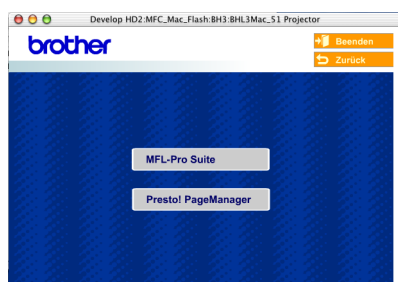 Develop HD2:MFC_Mac_Flash:BH3:BHL3Mac_51 Projector
brother
Beenden
Zurück
MFL-Pro Suite
Presto! PageManager